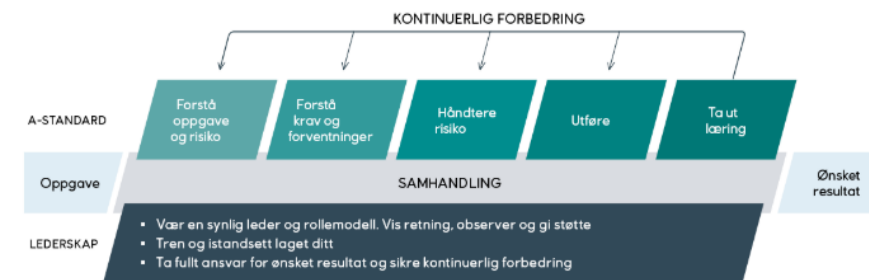 KONTINUERLIG FORBEDRING
A-STANDARD
Forstå
oppgave
og risiko
Forstå
krav og
forventninger
Håndtere
risiko
Utføre
Ta ut
læring
Oppgave
SAMHANDLING
Ønsket
resultat
LEDERSKAP
▪ Vær en synlig leder og rollemodell. Vis retning, observer og gi støtte
▪ Tren og istandsett laget ditt
▪ Ta fullt ansvar for ønsket resultat og sikre kontinuerlig forbedring